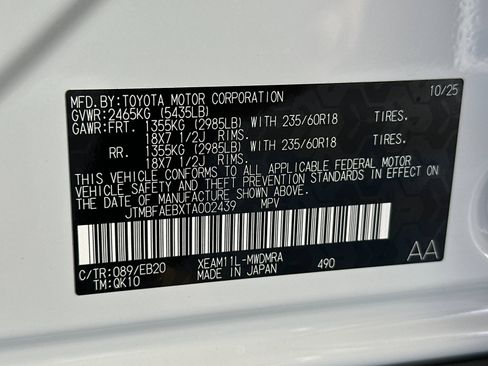 MFD.BY:TOYOTA MOTOR CORPORATION 10/25
GVWR:2465KG (5435LB)
GAWR:FRT. 1355KG (2985LB) WITH 235/60R18 TIRES.
18X7 1/2J RIMS.
RR. 1355KG (2985LB) WITH 235/60R18 TIRES.
18X7 1/2J RIMS.
THIS VEHICLE CONFORMS TO ALL APPLICABLE FEDERAL MOTOR
VEHICLE SAFETY AND THEFT PREVENTION STANDARDS IN
EFFECT ON THE DATE OF MANUFACTURE SHOWN ABOVE.
JTMBFAEBXTA002439 MPV
C/TR:089/EB20 XEAM11L-MWDMRA AA
TM:QK10 MADE IN JAPAN 490